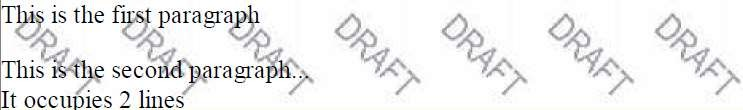 This is the first paragraph
This is the second paragraph...
It occupies 2 lines
DRAFT DRAFT DRAFT DRAFT DRAFT DRAFT DRAFT